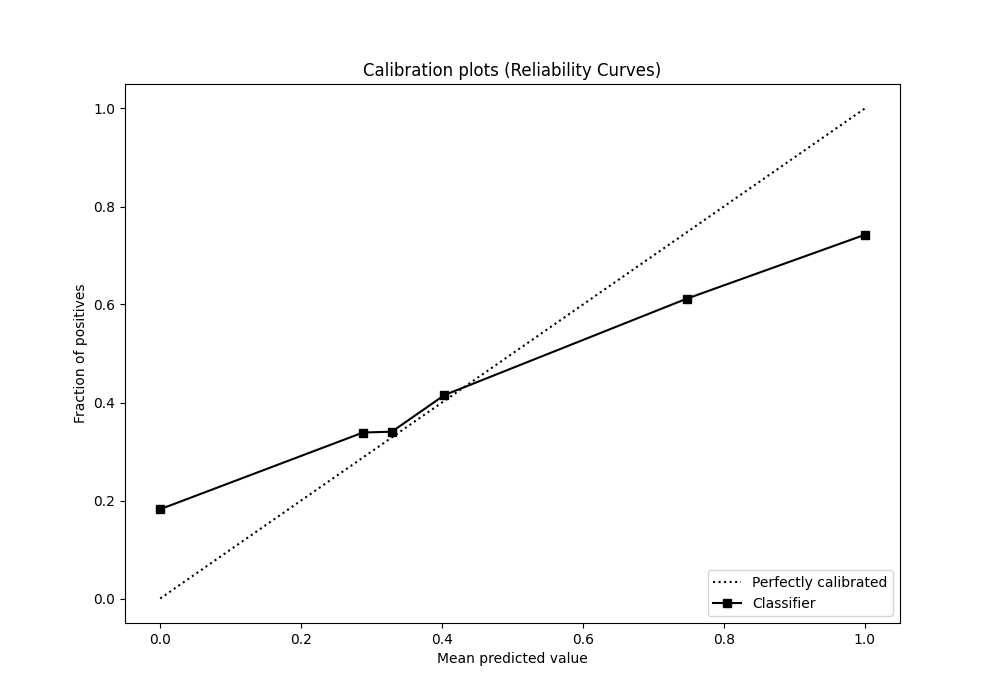 Calibration plots (Reliability Curves)
1.0
0.8
0.6
0.4
0.2
0.0
Fraction of positives
0.0 0.2 0.4 0.6 0.8 1.0
Mean predicted value
Perfectly calibrated
Classifier